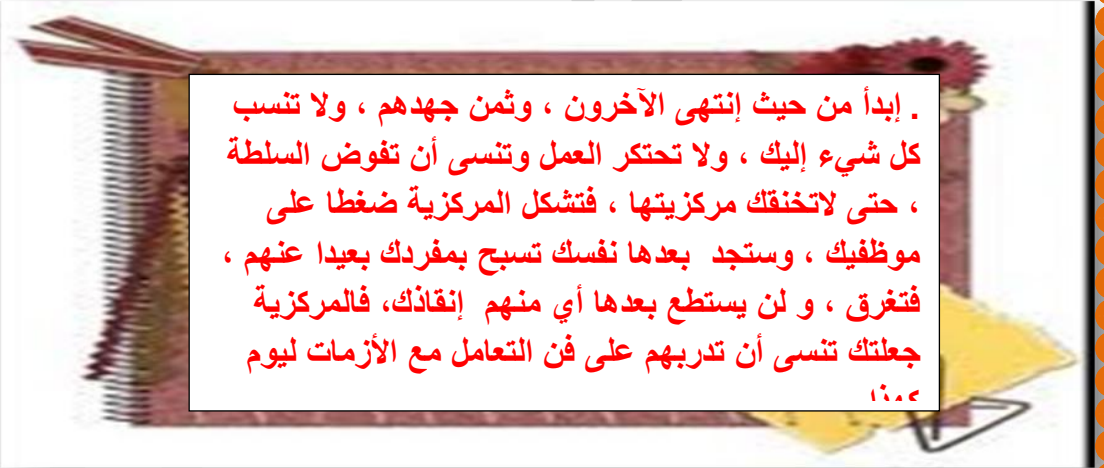 . إبدأ من حيث إنتهى الآخرون ، وثمن جهدهم ، ولا تنسب
كل شيء إليك ، ولا تحتكر العمل وتنسى أن تفوض السلطة
، حتى لاتخنقك مركزيتها ، فتشكل المركزية ضغطا على
موظفيك ، وستجد بعدها نفسك تسبح بمفردك بعيدا عنهم ،
فتغرق ، و لن يستطع بعدها أي منهم إنقاذك، فالمركزية
جعلتك تنسى أن تدربهم على فن التعامل مع الأزمات ليوم
كهذا